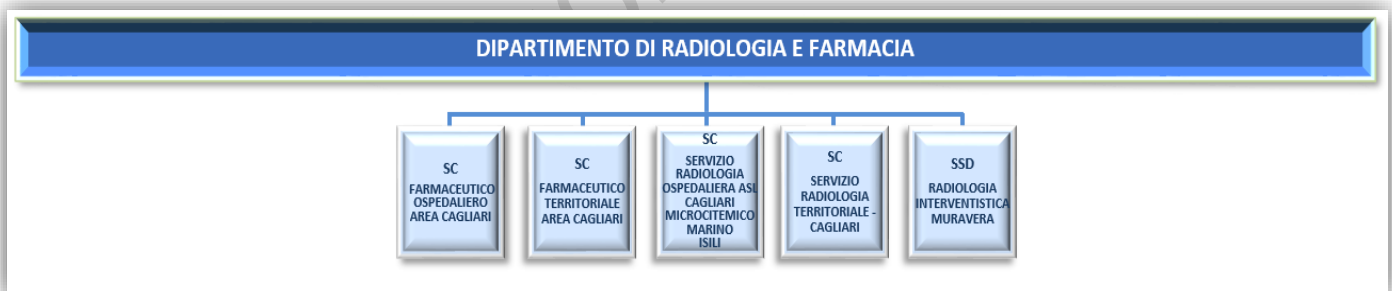 DIPARTIMENTO DI RADIOLOGIA E FARMACIA
SC
FARMACEUTICO
OSPEDALIERO
AREA CAGLIARI
SC
FARMACEUTICO
TERRITORIALE
AREA CAGLIARI
SC
SERVIZIO
RADIOLOGIA
OSPEDALIERA ASL
CAGLIARI
MICROCITEMICO
MARINO
ISILI
SC
SERVIZIO
RADIOLOGIA
TERRITORIALE -
CAGLIARI
SSD
RADIOLOGIA
INTERVENTISTICA
MURAVERA